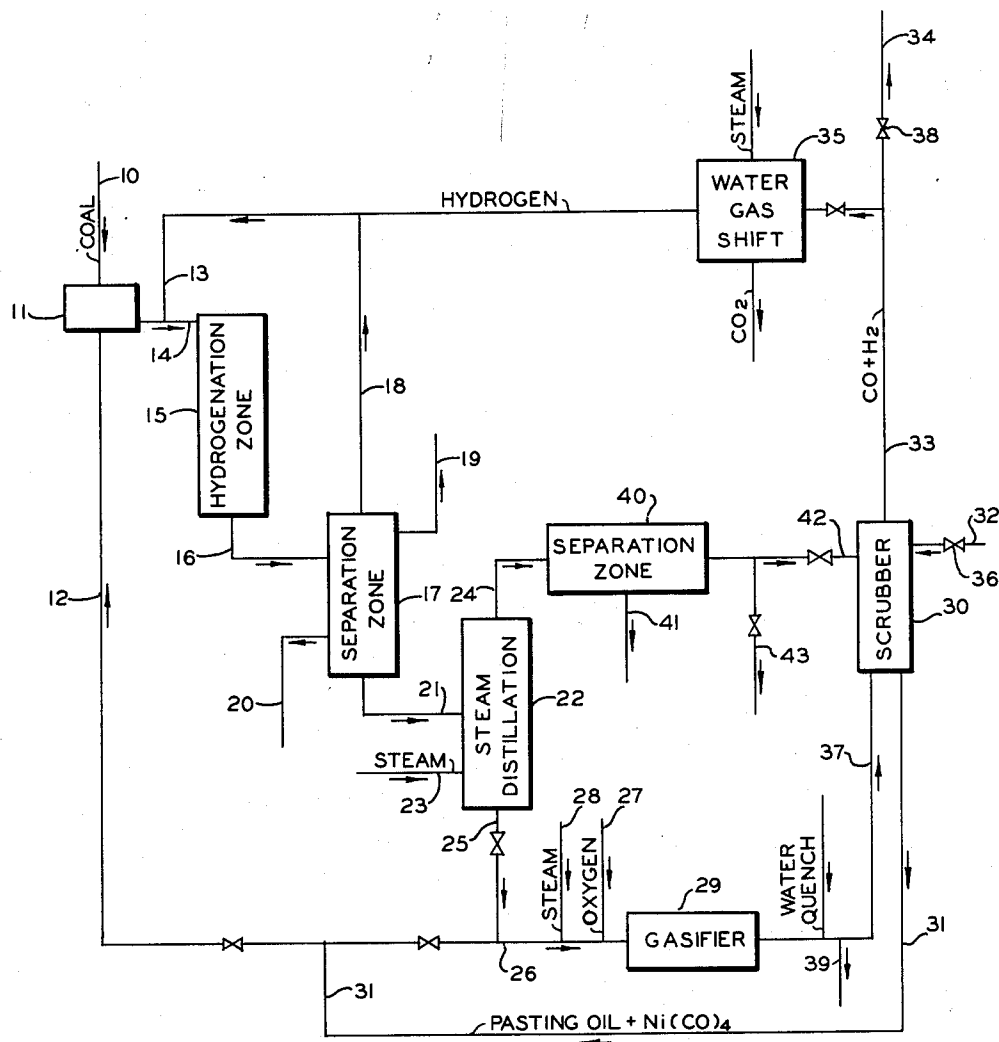 34
STEAM
35
38
10
WATER
GAS
SHIFT
HYDROGEN
COAL
13
11
14
CO2
CO+H2
15
HYDROGENATION
ZONE
18
19
33
40
42
32
16
SEPARATION
ZONE
36
12
SEPARATION
ZONE
17
24
SCRUBBER
30
41
43
20
21
STEAM
DISTILLATION
22
STEAM
23
37
25
28
27
STEAM
OXYGEN
29
WATER
QUENCH
GASIFIER
31
26
39
31
PASTING OIL + Ni(CO)4